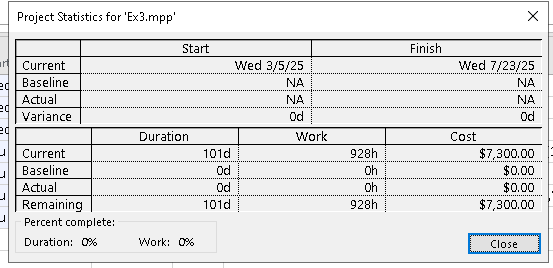 Project Statistics for 'Ex3.mpp'
Start Finish
Current Wed 3/5/25 Wed 7/23/25
Baseline NA NA
Actual NA NA
Variance 0d 0d
Duration Work Cost
Current 101d 928h $7,300.00
Baseline 0d 0h $0.00
Actual 0d 0h $0.00
Remaining 101d 928h $7,300.00
Percent complete:
Duration: 0% Work: 0%
Close